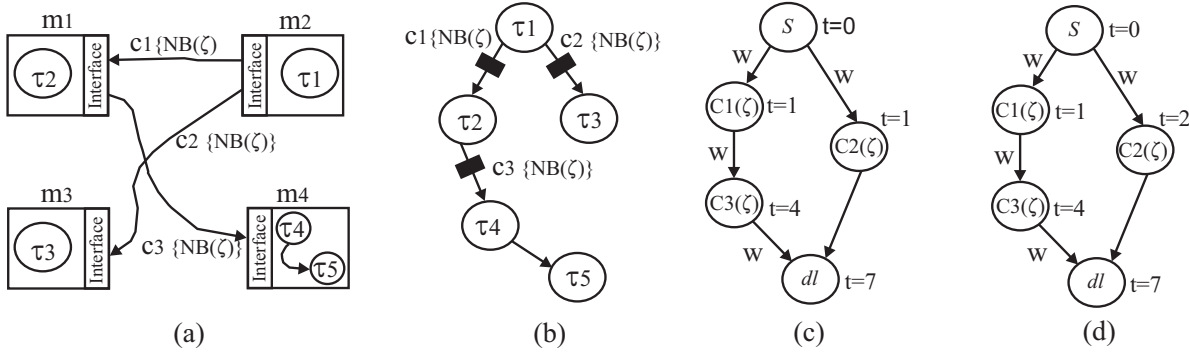 m1
m2
c1{NB(ζ)
τ2
Interface
Interface
τ1
c2 {NB(ζ)}
m3
m4
τ3
Interface
c3 {NB(ζ)}
Interface
τ4
τ5
(a)
τ1
c1{NB(ζ)
c2 {NB(ζ)}
τ2
τ3
c3 {NB(ζ)}
τ4
τ5
(b)
S
t=0
W
W
C1(ζ)
t=1
t=1
C2(ζ)
W
C3(ζ)
t=4
W
dl
t=7
(c)
S
t=0
W
W
C1(ζ)
t=1
t=2
C2(ζ)
W
C3(ζ)
t=4
W
dl
t=7
(d)